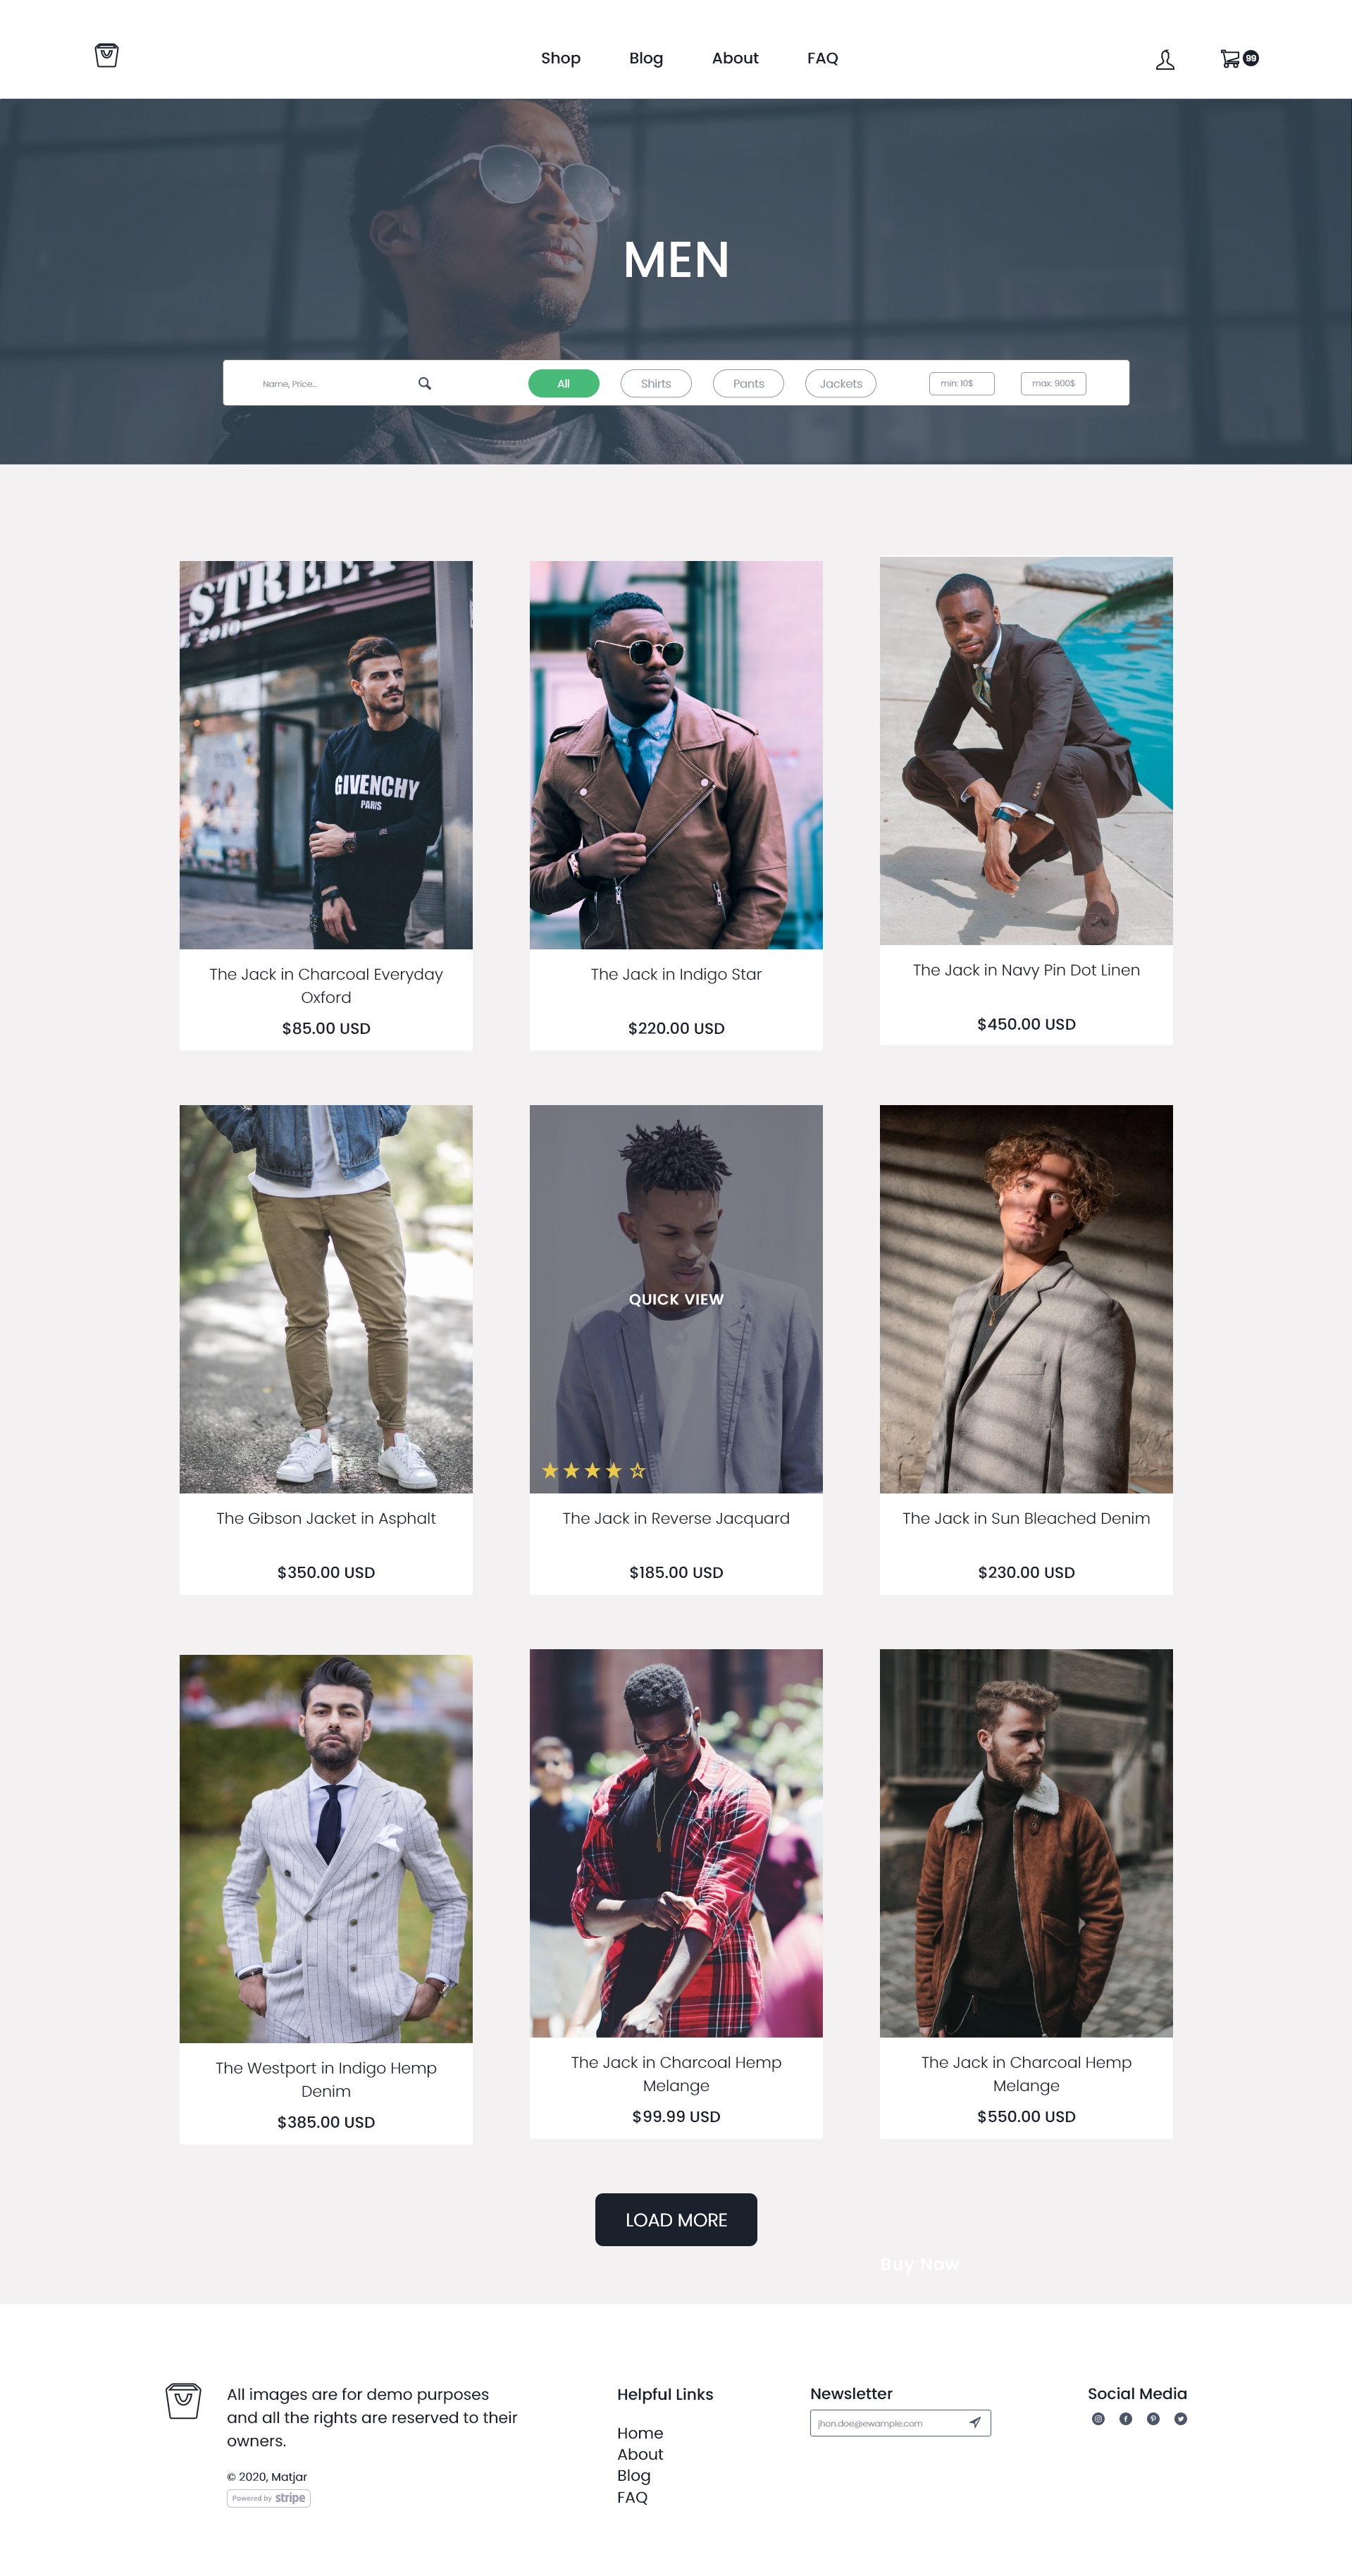 Shop Blog About FAQ
99
MEN
Name, Price...
All Shirts Pants Jackets min: 10$ max: 900$
STREET
E 2010
GIVENCHY
PARIS
The Jack in Charcoal Everyday
Oxford
$85.00 USD
The Jack in Indigo Star
$220.00 USD
The Jack in Navy Pin Dot Linen
$450.00 USD
The Gibson Jacket in Asphalt
$350.00 USD
QUICK VIEW
The Jack in Reverse Jacquard
$185.00 USD
The Jack in Sun Bleached Denim
$230.00 USD
The Westport in Indigo Hemp
Denim
$385.00 USD
The Jack in Charcoal Hemp
Melange
$99.99 USD
The Jack in Charcoal Hemp
Melange
$550.00 USD
LOAD MORE
Buy Now
All images are for demo purposes
and all the rights are reserved to their
owners.
© 2020, Matjar
Powered by stripe
Helpful Links
Home
About
Blog
FAQ
Newsletter
jhon.doe@ewample.com
Social Media